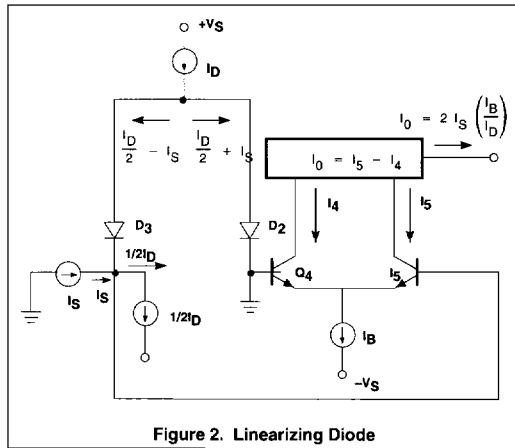 +VS
ID
I0 = 2 IS (IB/ID)
ID/2 − IS
ID/2 + IS
I0 = I5 − I4
I4
I5
D3
D2
1/2ID
Q4
I5
IS
IS
1/2ID
IB
−VS
Figure 2. Linearizing Diode